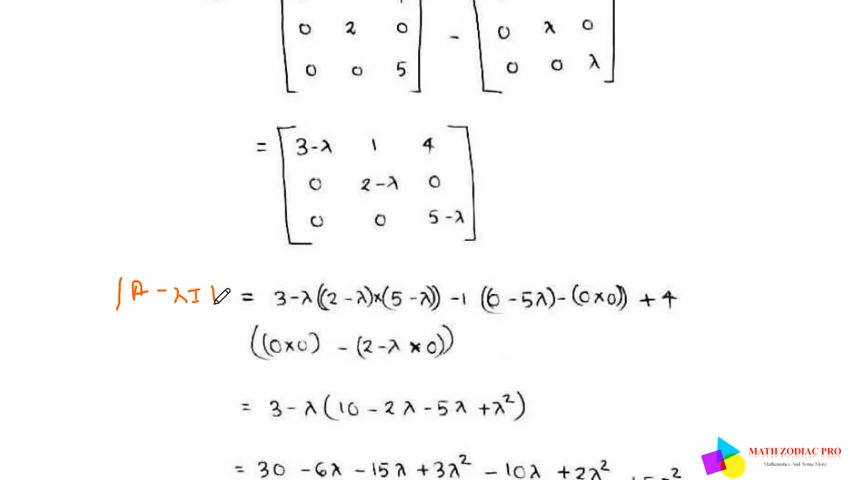 0 2 0 - 0 λ 0
0 0 5 0 0 λ
= 3-λ 1 4
0 2-λ 0
0 0 5-λ
|A-λI| = 3-λ((2-λ)×(5-λ)) -1 (0-5λ)-(0×0)) + 4
((0×0) - (2-λ × 0))
= 3-λ(10-2λ-5λ+λ²)
= 30 -6λ -15λ +3λ² -10λ +2λ²
MATH ZODIAC PRO
Mathematics And Some More